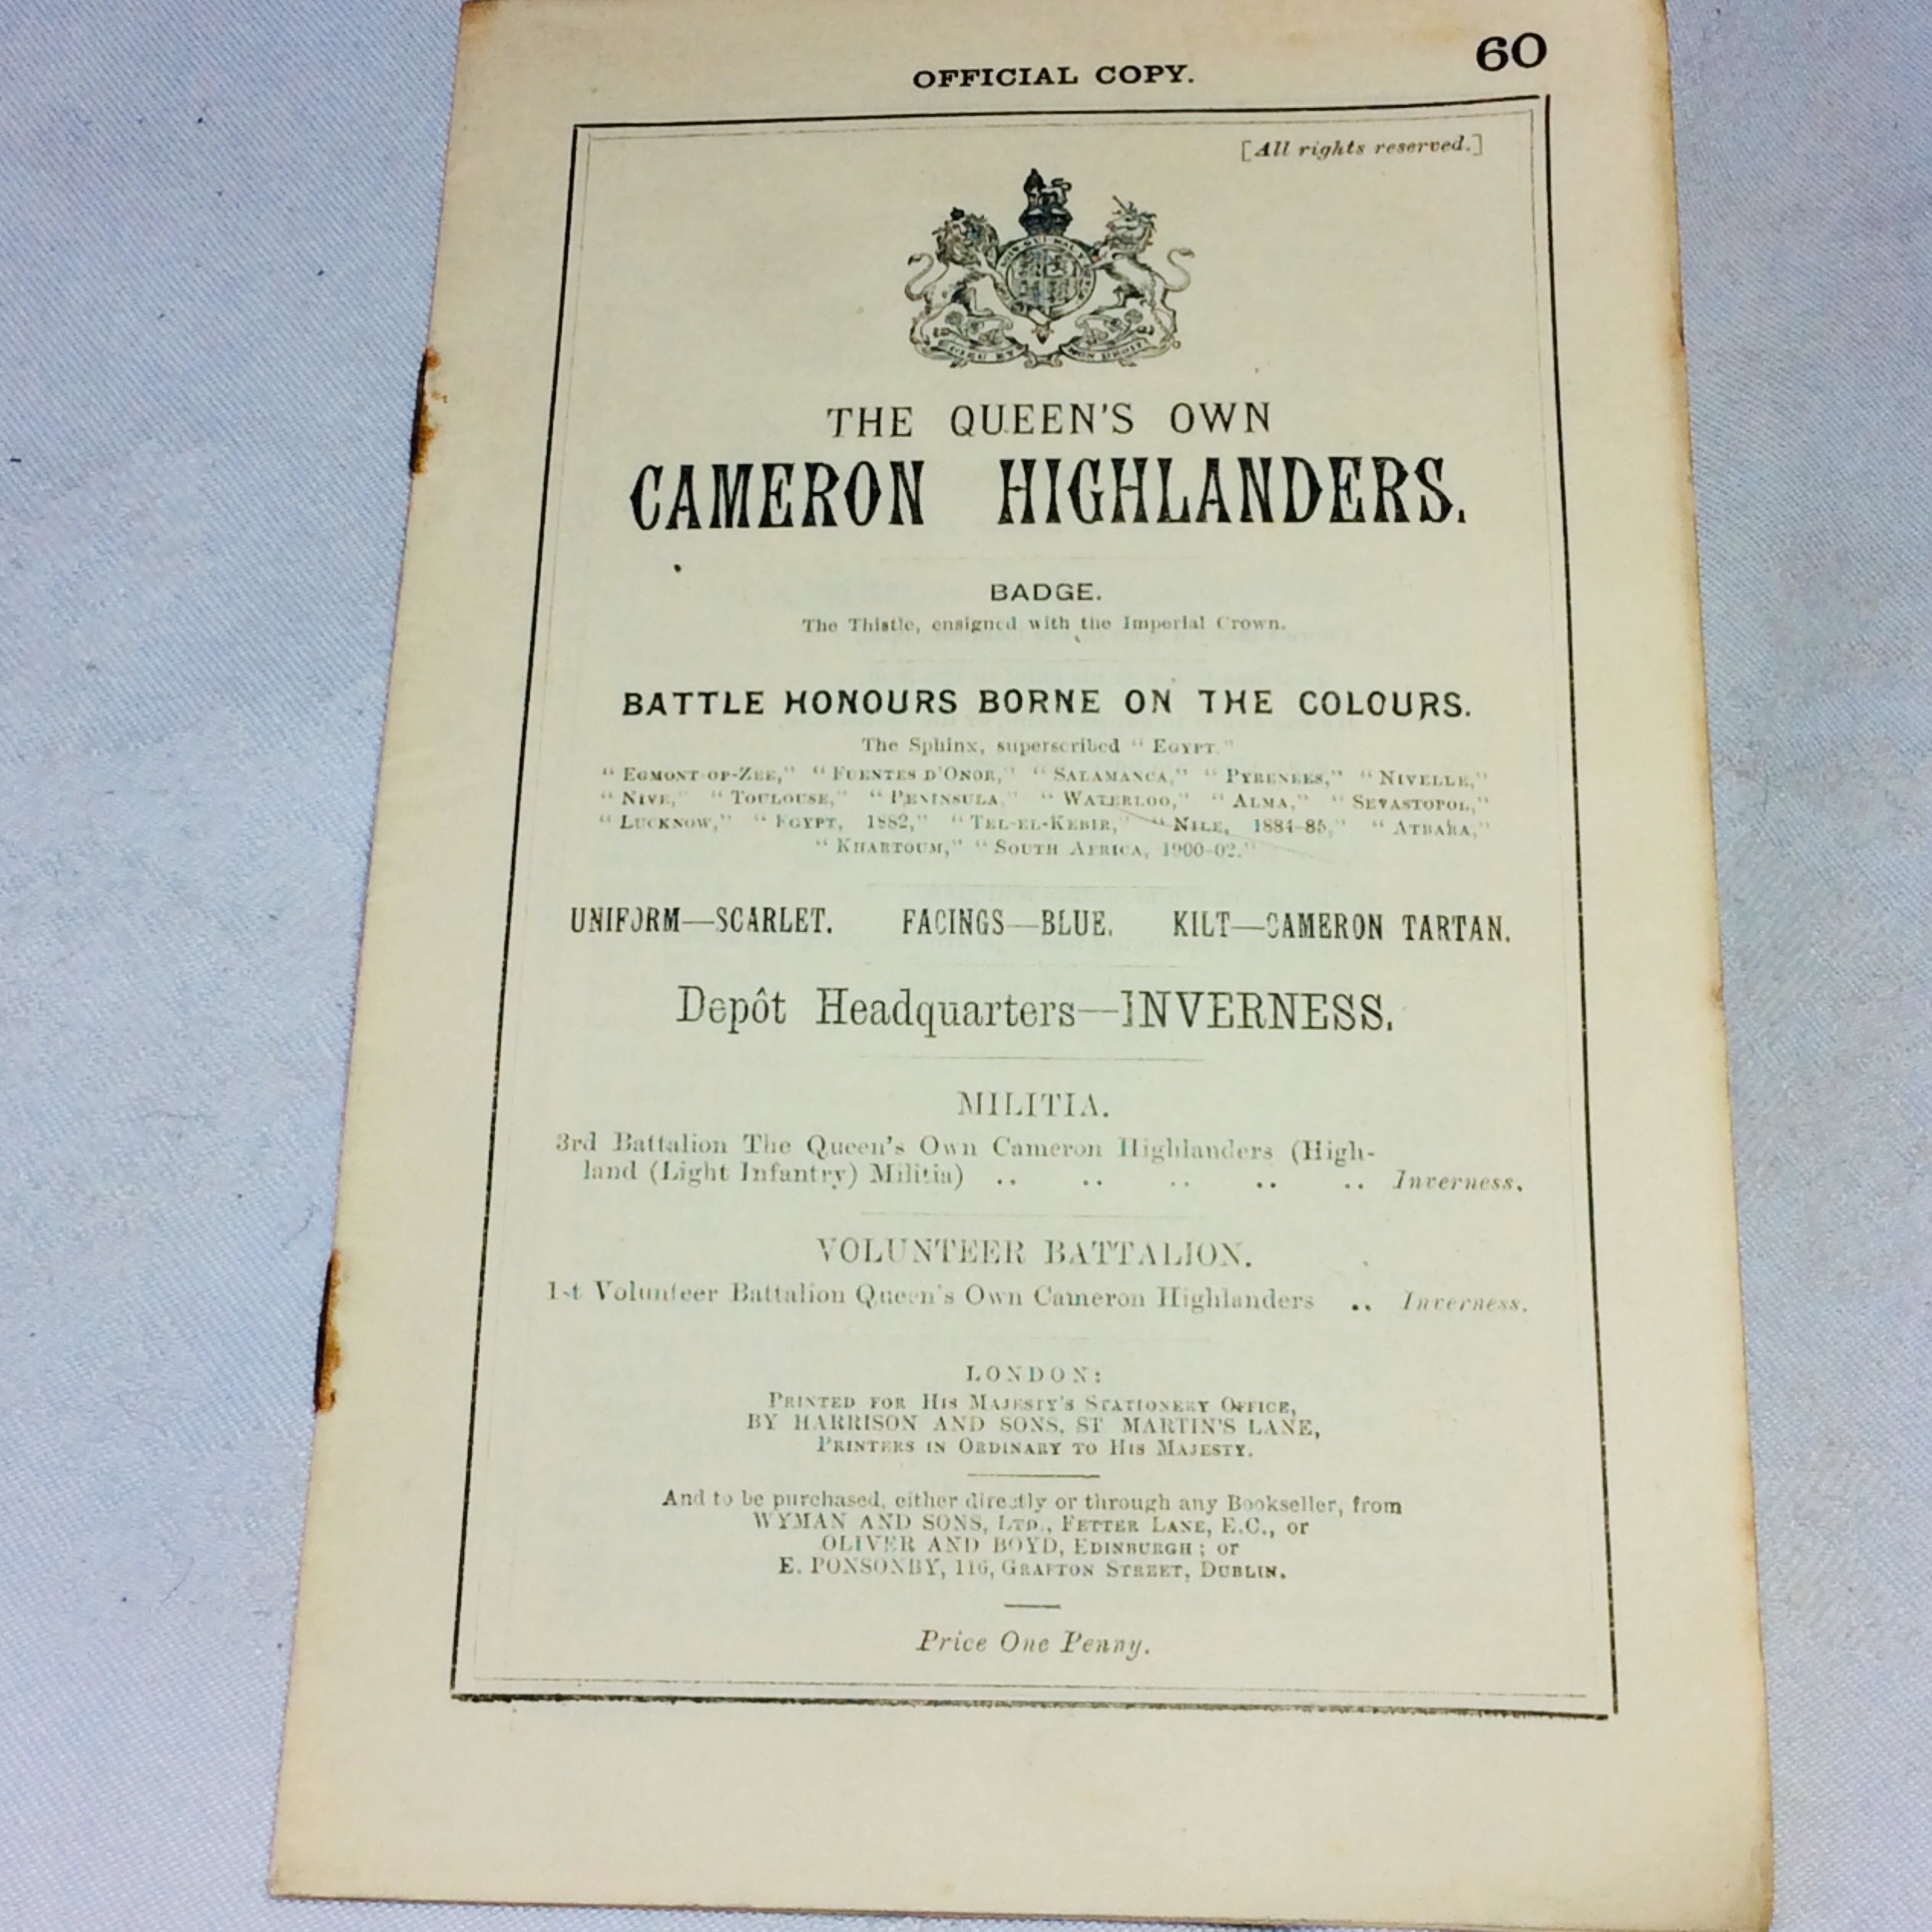 OFFICIAL COPY.
60
[All rights reserved.]
DIEU ET MON DROIT
THE QUEEN'S OWN
CAMERON HIGHLANDERS.
BADGE.
The Thistle, ensigned with the Imperial Crown.
BATTLE HONOURS BORNE ON THE COLOURS.
The Sphinx, superscribed "EGYPT."
"EGMONT-OP-ZEE," "FUENTES D'ONOR," "SALAMANCA," "PYRENEES," "NIVELLE,"
"NIVE," "TOULOUSE," "PENINSULA," "WATERLOO," "ALMA," "SEVASTOPOL,"
"LUCKNOW," "EGYPT, 1882," "TEL-EL-KEBIR," "NILE, 1884-85," "ATBARA,"
"KHARTOUM," "SOUTH AFRICA, 1900-02."
UNIFORM—SCARLET. FACINGS—BLUE. KILT—CAMERON TARTAN.
Depôt Headquarters—INVERNESS.
MILITIA.
3rd Battalion The Queen's Own Cameron Highlanders (High-
land (Light Infantry) Militia) .. .. .. .. .. Inverness.
VOLUNTEER BATTALION.
1st Volunteer Battalion Queen's Own Cameron Highlanders .. Inverness.
LONDON:
PRINTED FOR HIS MAJESTY'S STATIONERY OFFICE,
BY HARRISON AND SONS, ST MARTIN'S LANE,
PRINTERS IN ORDINARY TO HIS MAJESTY.
And to be purchased, either directly or through any Bookseller, from
WYMAN AND SONS, LTD., FETTER LANE, E.C., or
OLIVER AND BOYD, EDINBURGH; or
E. PONSONBY, 116, GRAFTON STREET, DUBLIN.
Price One Penny.